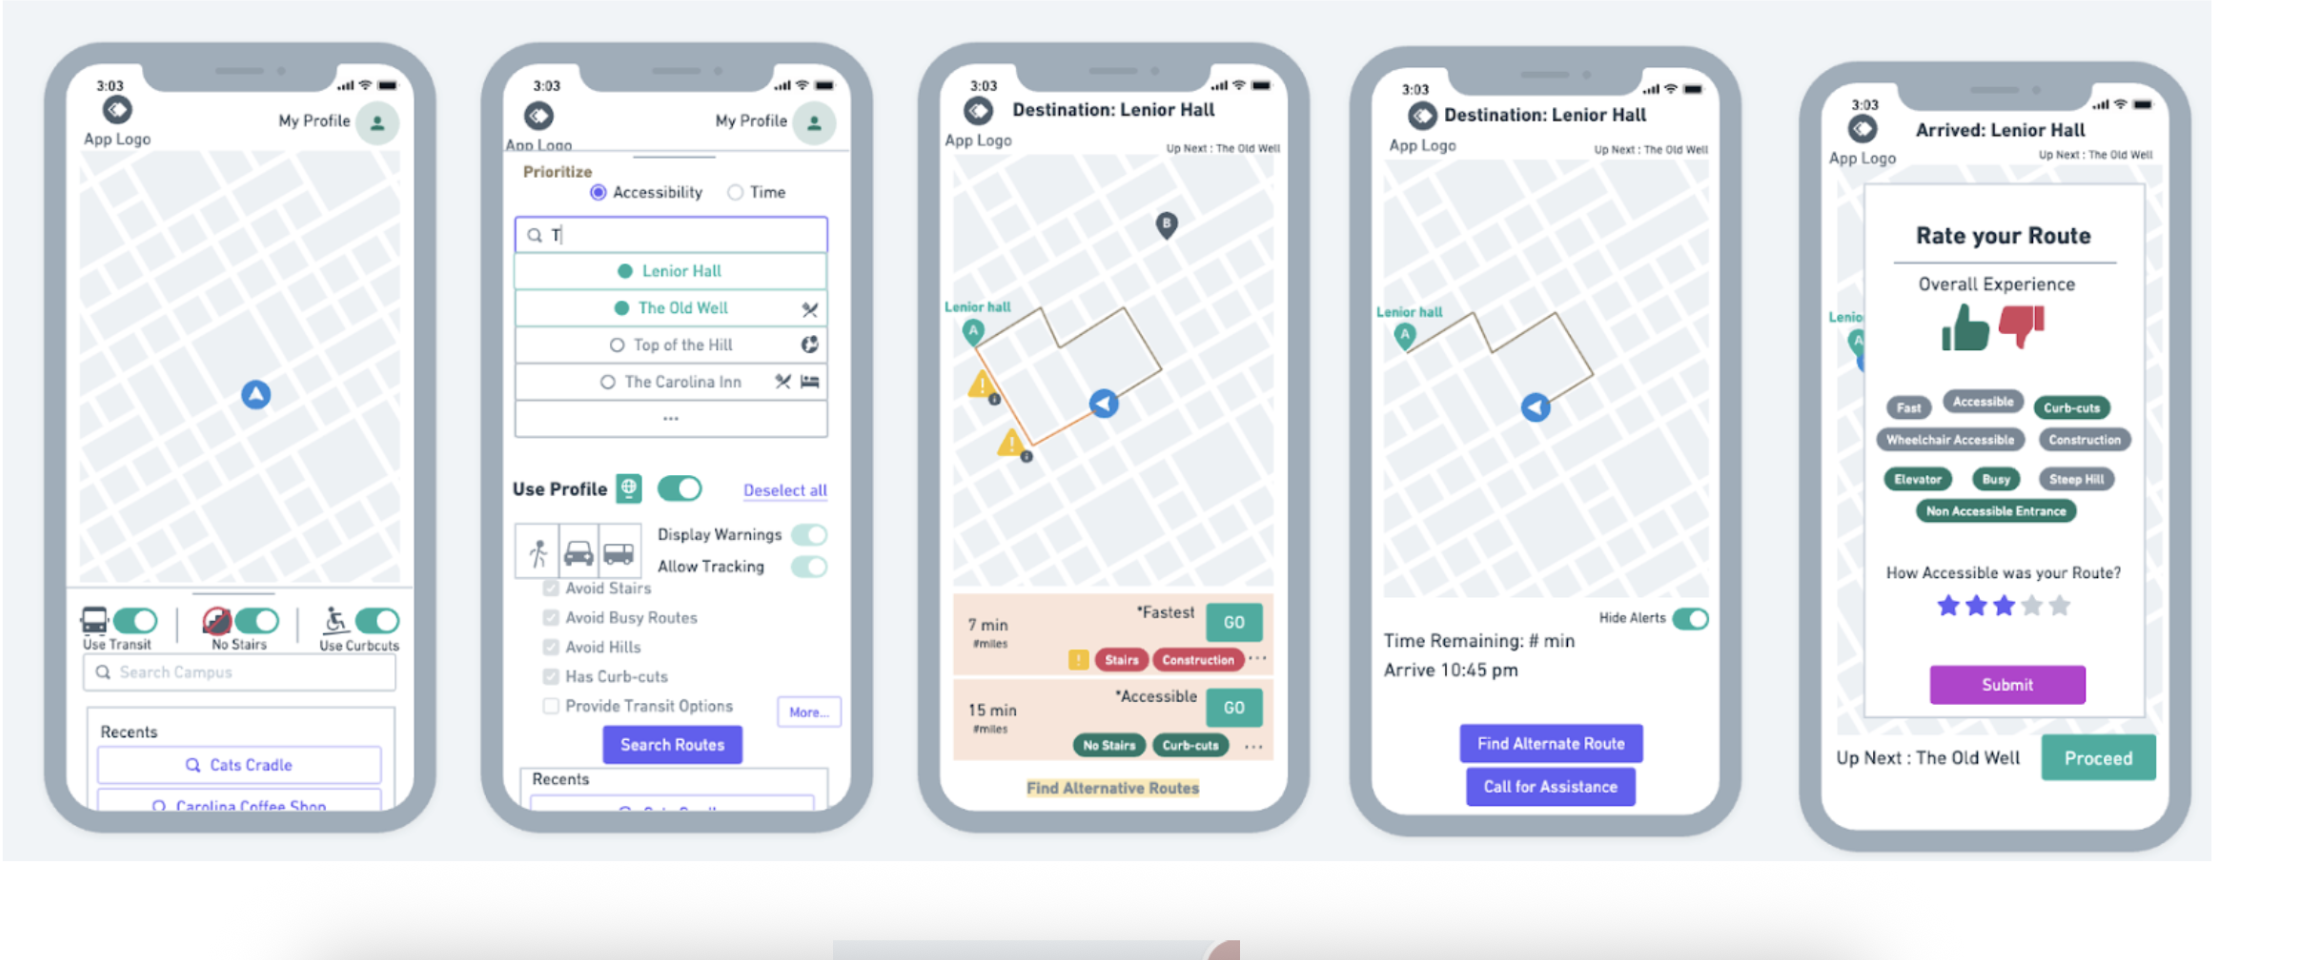 3:03
App Logo
My Profile
Use Transit
No Stairs
Use Curbcuts
Search Campus
Recents
Cats Cradle
Carolina Coffee Shop
3:03
App Logo
My Profile
Prioritize
Accessibility
Time
T
Lenior Hall
The Old Well
Top of the Hill
The Carolina Inn
...
Use Profile
Deselect all
Display Warnings
Allow Tracking
Avoid Stairs
Avoid Busy Routes
Avoid Hills
Has Curb-cuts
Provide Transit Options
More...
Search Routes
Recents
3:03
App Logo
Destination: Lenior Hall
Up Next : The Old Well
B
Lenior hall
A
7 min
#miles
*Fastest
GO
Stairs
Construction
...
15 min
#miles
*Accessible
GO
No Stairs
Curb-cuts
...
Find Alternative Routes
3:03
App Logo
Destination: Lenior Hall
Up Next : The Old Well
Lenior hall
A
Hide Alerts
Time Remaining: # min
Arrive 10:45 pm
Find Alternate Route
Call for Assistance
3:03
App Logo
Arrived: Lenior Hall
Up Next : The Old Well
Lenio
A
Rate your Route
Overall Experience
Fast
Accessible
Curb-cuts
Wheelchair Accessible
Construction
Elevator
Busy
Steep Hill
Non Accessible Entrance
How Accessible was your Route?
Submit
Up Next : The Old Well
Proceed